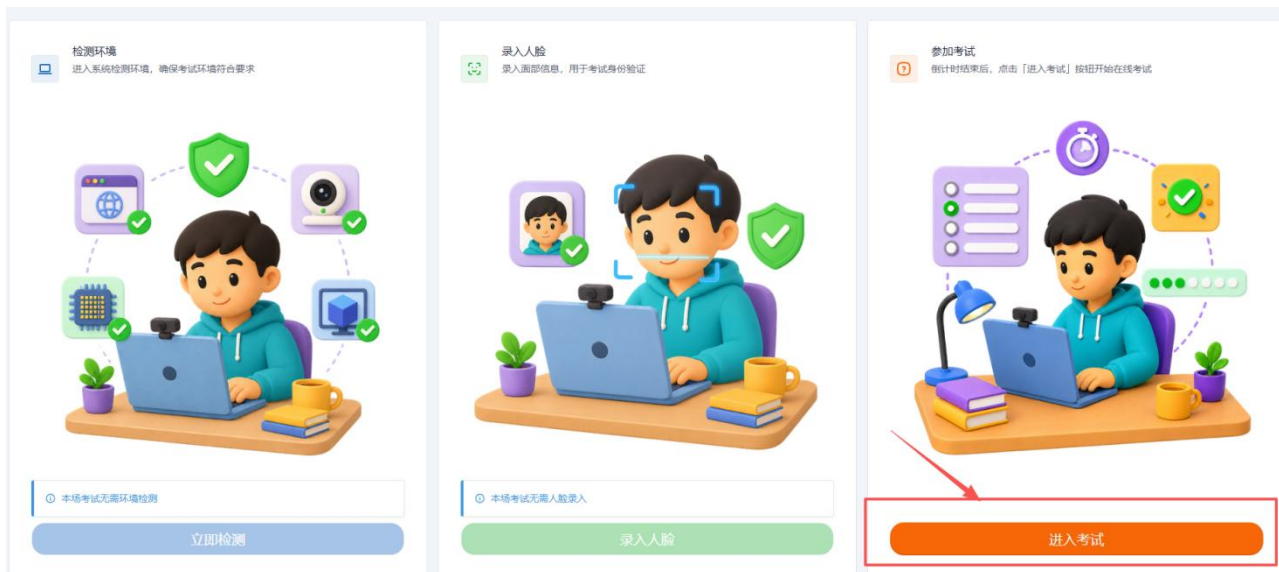 检测环境
进入系统检测环境，确保考试环境符合要求
本场考试无需环境检测
立即检测
录入人脸
录入面部信息，用于考试身份验证
本场考试无需人脸录入
录入人脸
参加考试
倒计时结束后，点击「进入考试」按钮开始在线考试
进入考试